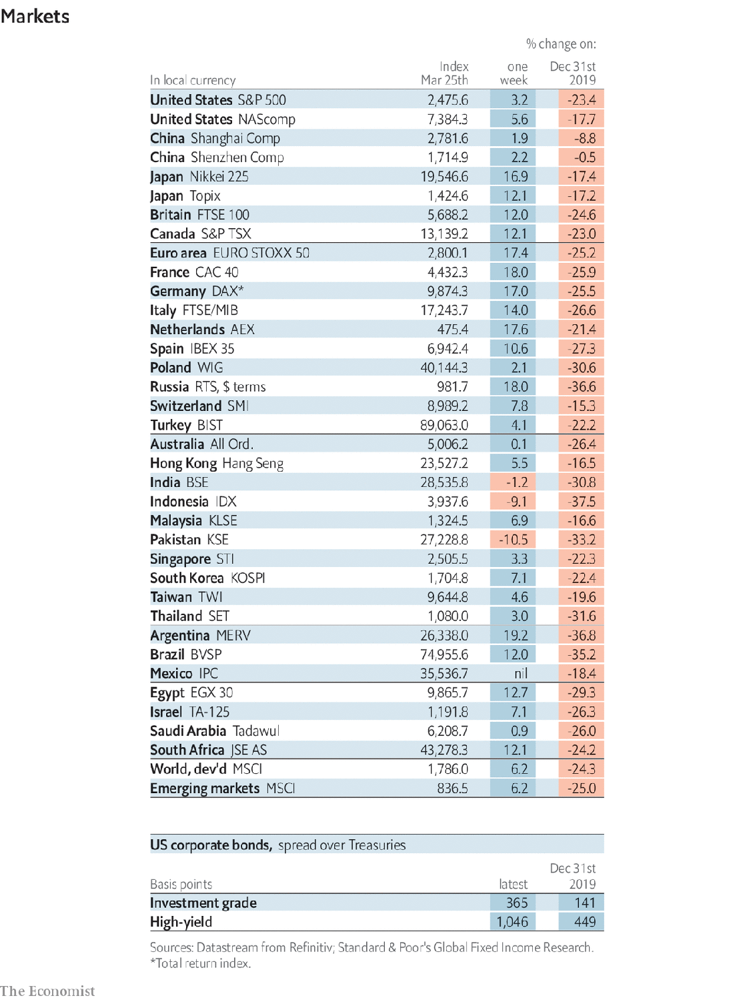 Markets
% change on:
Index one Dec 31st
In local currency Mar 25th week 2019
United States S&P 500 2,475.6 3.2 -23.4
United States NAScomp 7,384.3 5.6 -17.7
China Shanghai Comp 2,781.6 1.9 -8.8
China Shenzhen Comp 1,714.9 2.2 -0.5
Japan Nikkei 225 19,546.6 16.9 -17.4
Japan Topix 1,424.6 12.1 -17.2
Britain FTSE 100 5,688.2 12.0 -24.6
Canada S&P TSX 13,139.2 12.1 -23.0
Euro area EURO STOXX 50 2,800.1 17.4 -25.2
France CAC 40 4,432.3 18.0 -25.9
Germany DAX* 9,874.3 17.0 -25.5
Italy FTSE/MIB 17,243.7 14.0 -26.6
Netherlands AEX 475.4 17.6 -21.4
Spain IBEX 35 6,942.4 10.6 -27.3
Poland WIG 40,144.3 2.1 -30.6
Russia RTS, $ terms 981.7 18.0 -36.6
Switzerland SMI 8,989.2 7.8 -15.3
Turkey BIST 89,063.0 4.1 -22.2
Australia All Ord. 5,006.2 0.1 -26.4
Hong Kong Hang Seng 23,527.2 5.5 -16.5
India BSE 28,535.8 -1.2 -30.8
Indonesia IDX 3,937.6 -9.1 -37.5
Malaysia KLSE 1,324.5 6.9 -16.6
Pakistan KSE 27,228.8 -10.5 -33.2
Singapore STI 2,505.5 3.3 -22.3
South Korea KOSPI 1,704.8 7.1 -22.4
Taiwan TWI 9,644.8 4.6 -19.6
Thailand SET 1,080.0 3.0 -31.6
Argentina MERV 26,338.0 19.2 -36.8
Brazil BVSP 74,955.6 12.0 -35.2
Mexico IPC 35,536.7 nil -18.4
Egypt EGX 30 9,865.7 12.7 -29.3
Israel TA-125 1,191.8 7.1 -26.3
Saudi Arabia Tadawul 6,208.7 0.9 -26.0
South Africa JSE AS 43,278.3 12.1 -24.2
World, dev'd MSCI 1,786.0 6.2 -24.3
Emerging markets MSCI 836.5 6.2 -25.0
US corporate bonds, spread over Treasuries
Dec 31st
Basis points latest 2019
Investment grade 365 141
High-yield 1,046 449
Sources: Datastream from Refinitiv; Standard & Poor's Global Fixed Income Research.
*Total return index.
The Economist